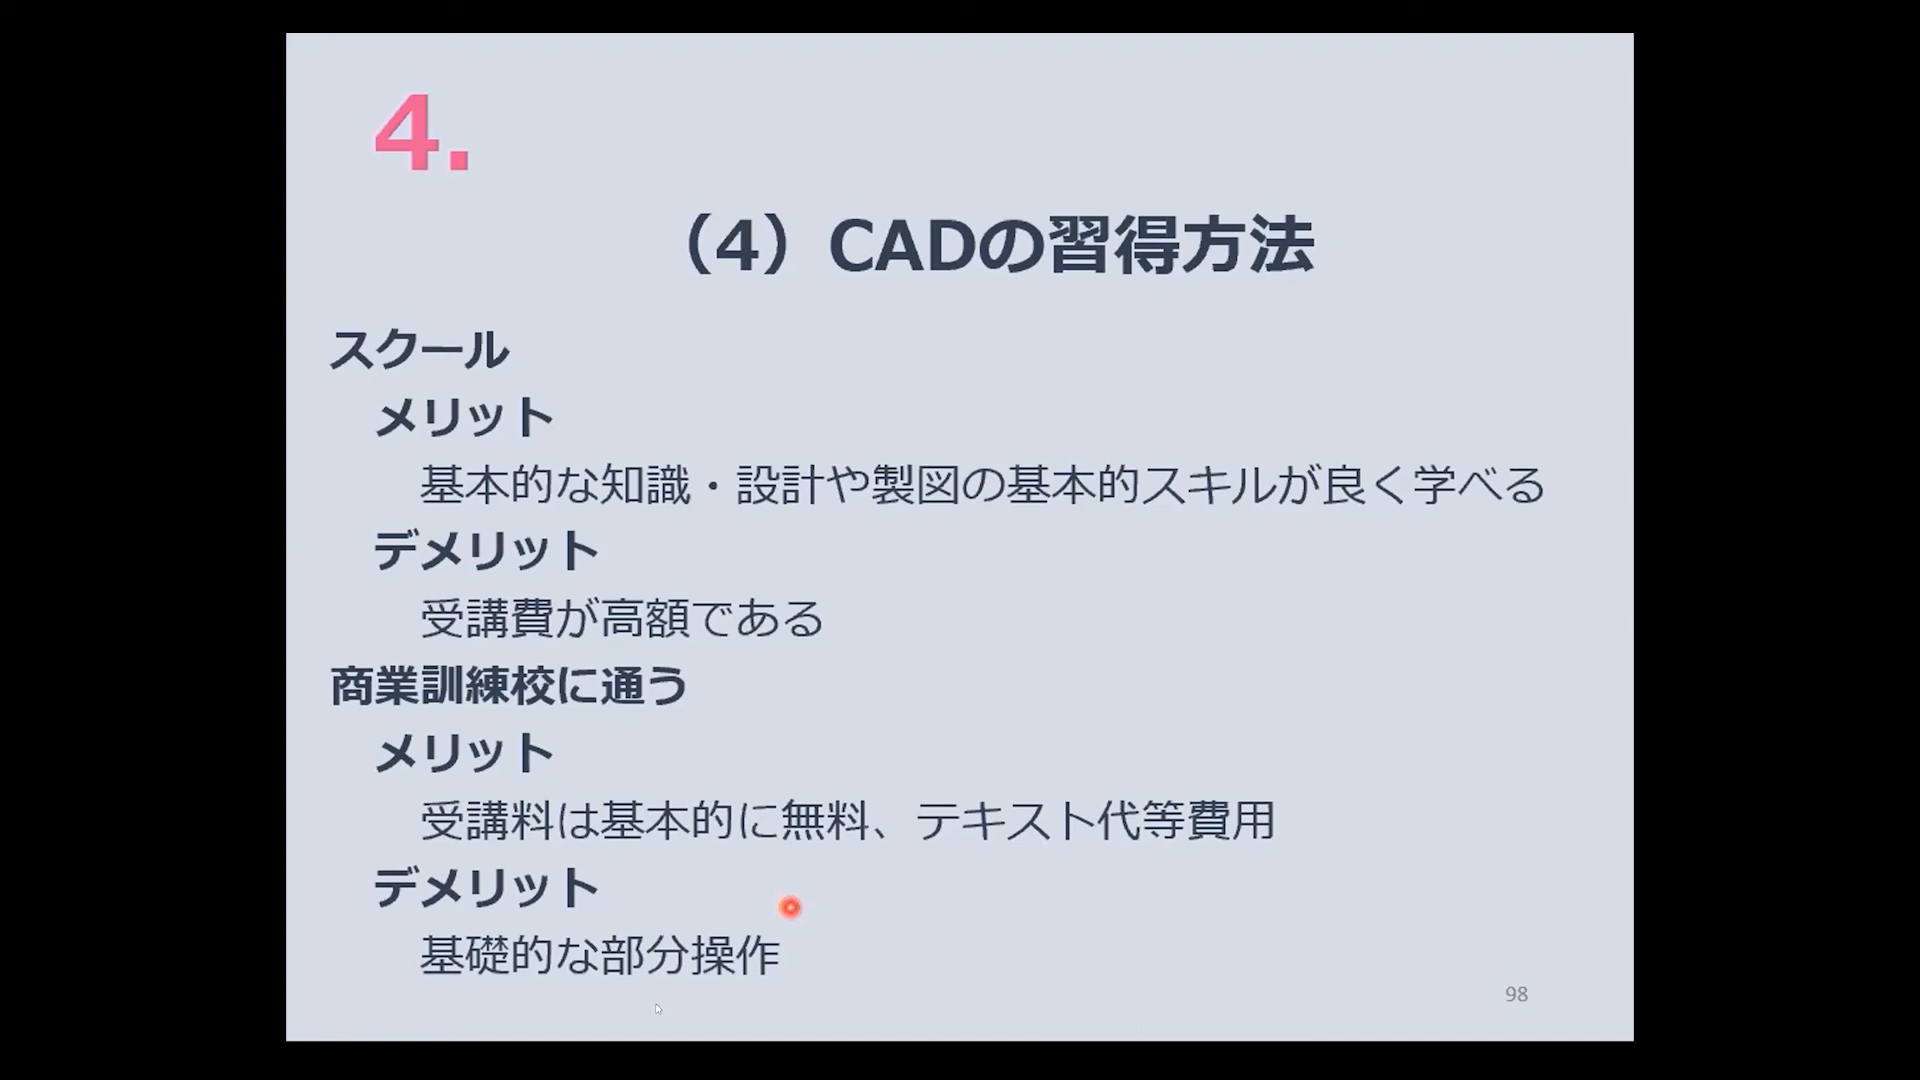 4.
（4）CADの習得方法
スクール
メリット
基本的な知識・設計や製図の基本的スキルが良く学べる
デメリット
受講費が高額である
商業訓練校に通う
メリット
受講料は基本的に無料、テキスト代等費用
デメリット
基礎的な部分操作
98